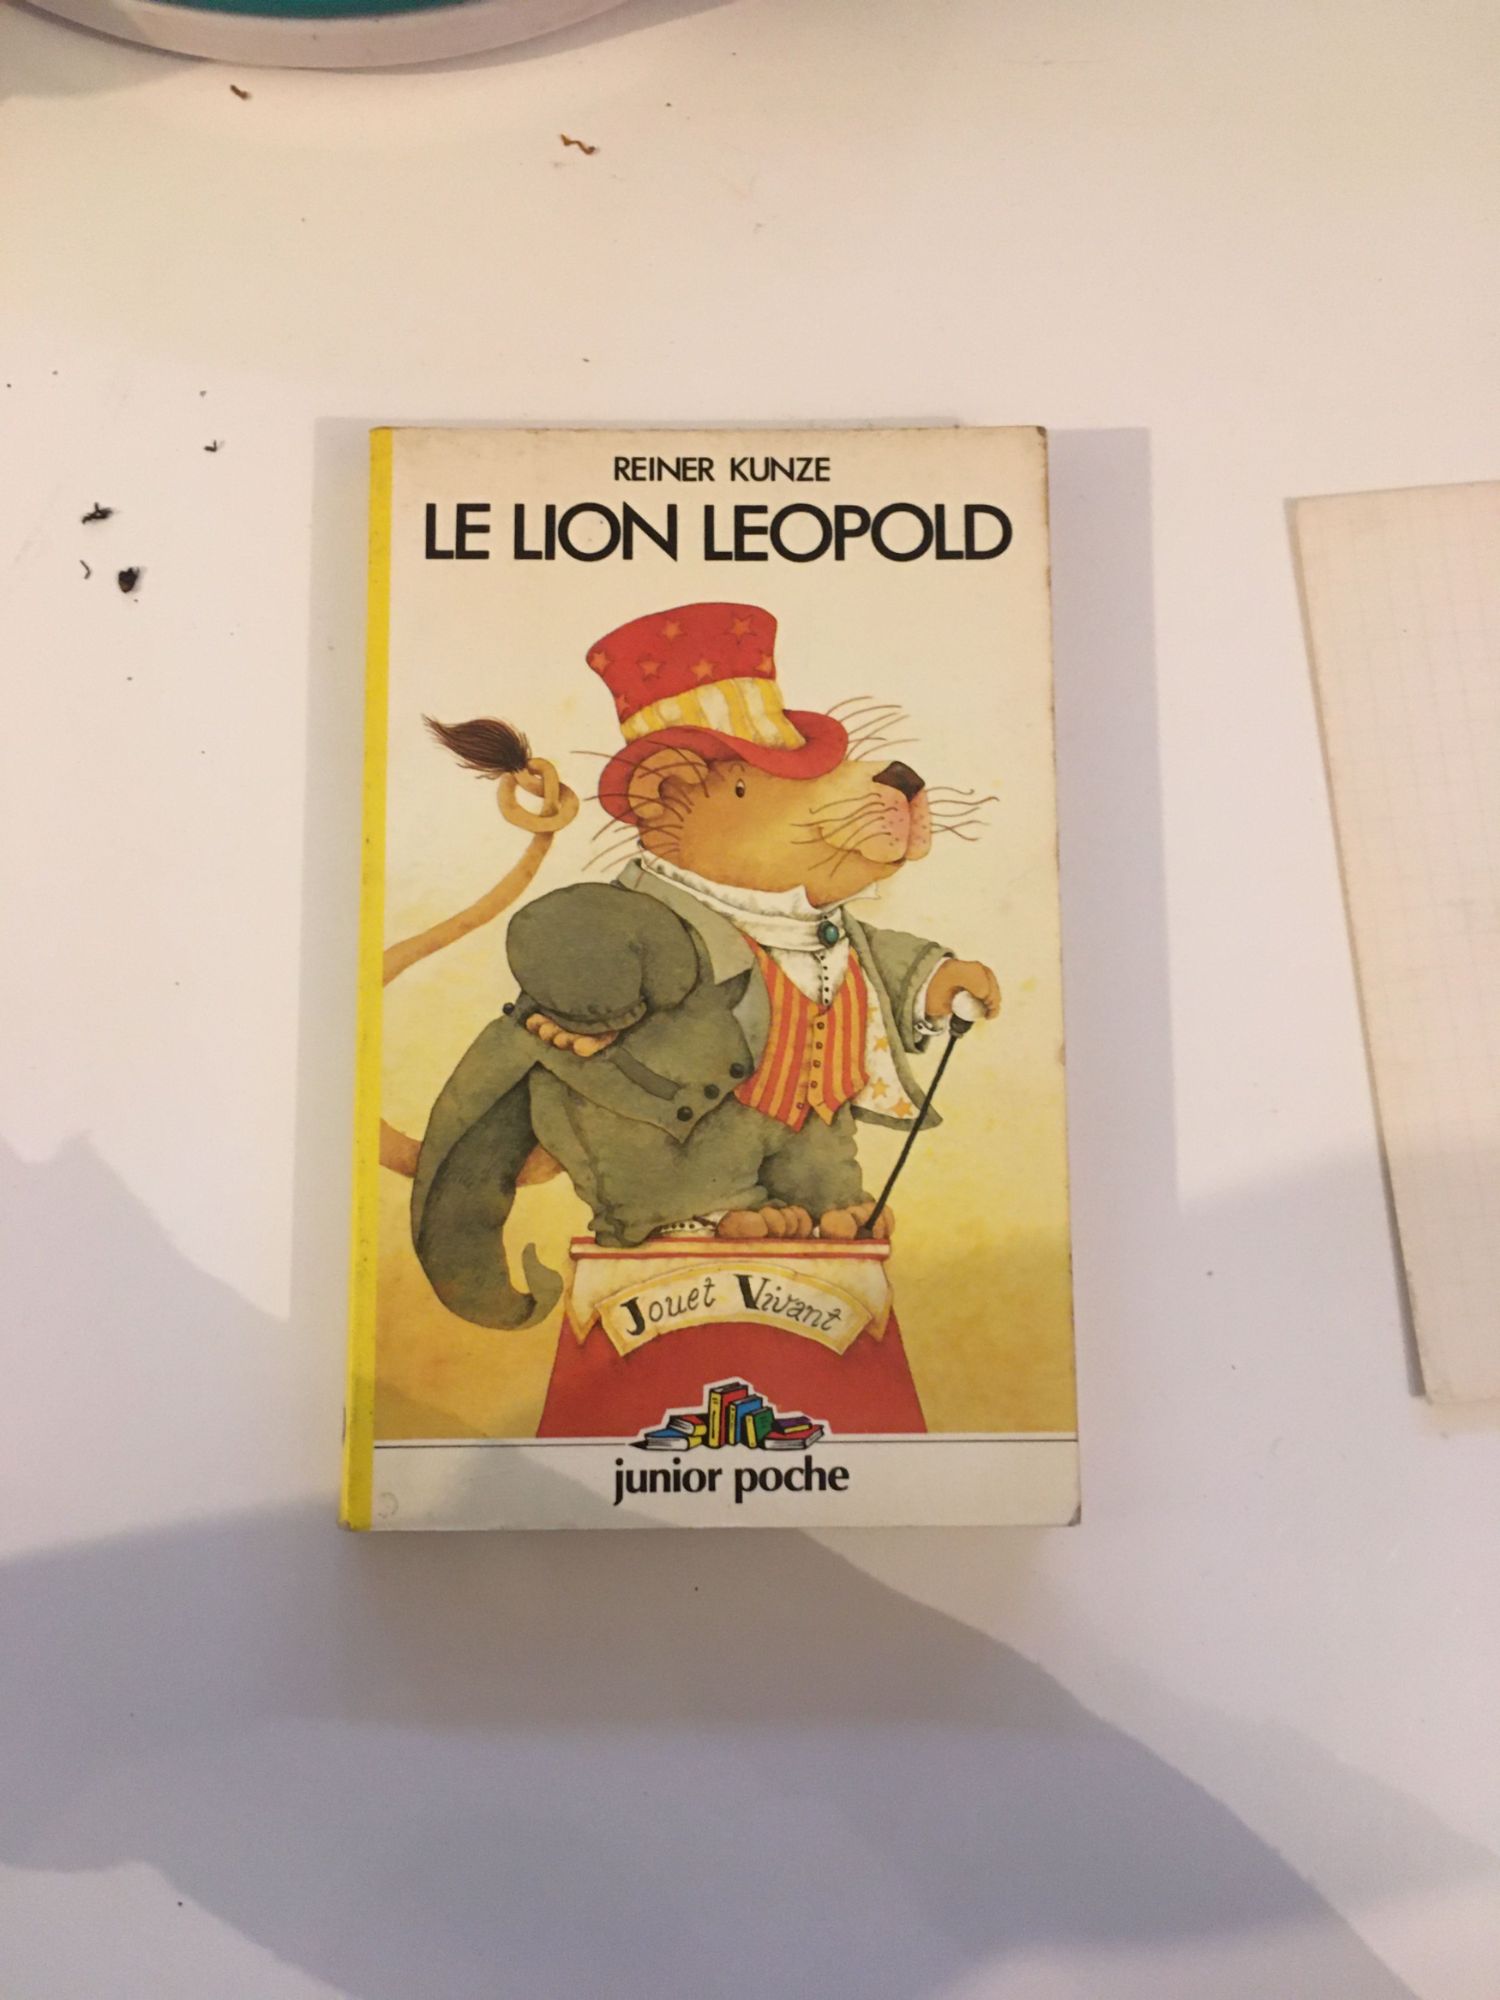 REINER KUNZE
LE LION LEOPOLD
Jouet Vivant
junior poche